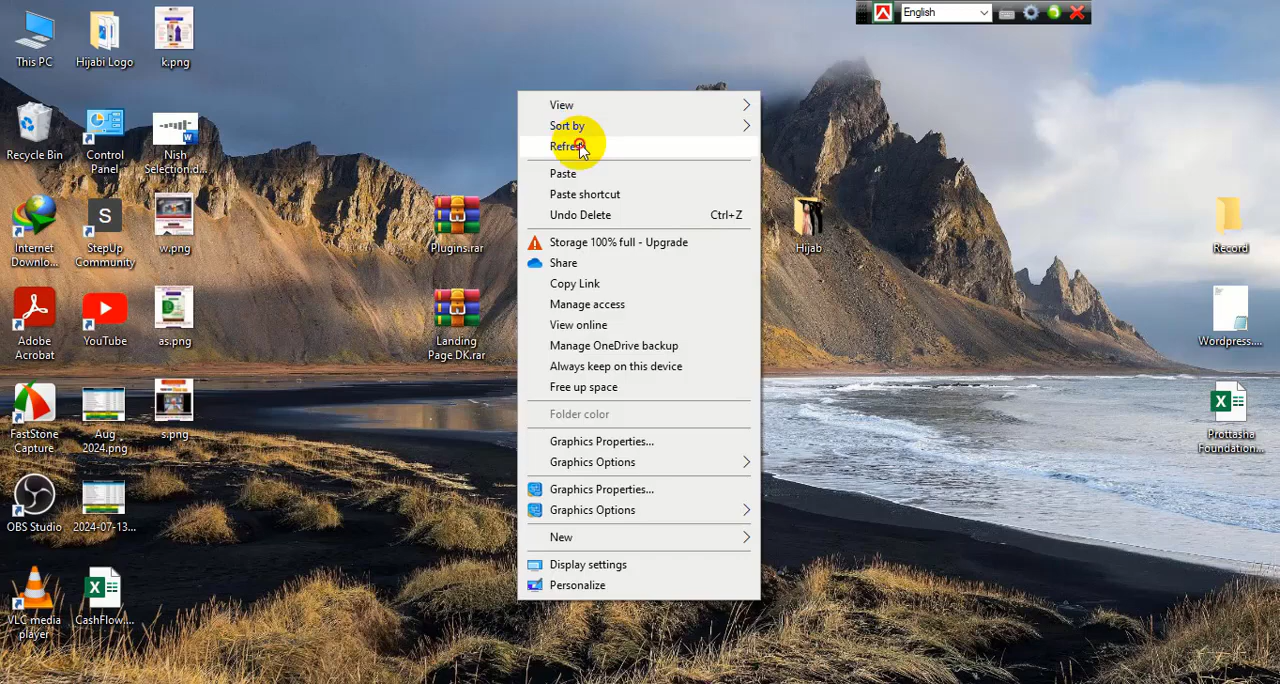 English
This PC
Hijabi Logo
k.png
Recycle Bin
Control
Panel
Nish
Selection.d...
Internet
Downlo...
StepUp
Community
w.png
Adobe
Acrobat
YouTube
as.png
FastStone
Capture
Aug
2024.png
s.png
OBS Studio
2024-07-13...
VLC media
player
CashFlow....
Plugins.rar
Landing
Page DK.rar
View
Sort by
Refresh
Paste
Paste shortcut
Undo Delete Ctrl+Z
Storage 100% full - Upgrade
Share
Copy Link
Manage access
View online
Manage OneDrive backup
Always keep on this device
Free up space
Folder color
Graphics Properties...
Graphics Options
Graphics Properties...
Graphics Options
New
Display settings
Personalize
Hijab
Record
Wordpress....
Prottasha
Foundation...